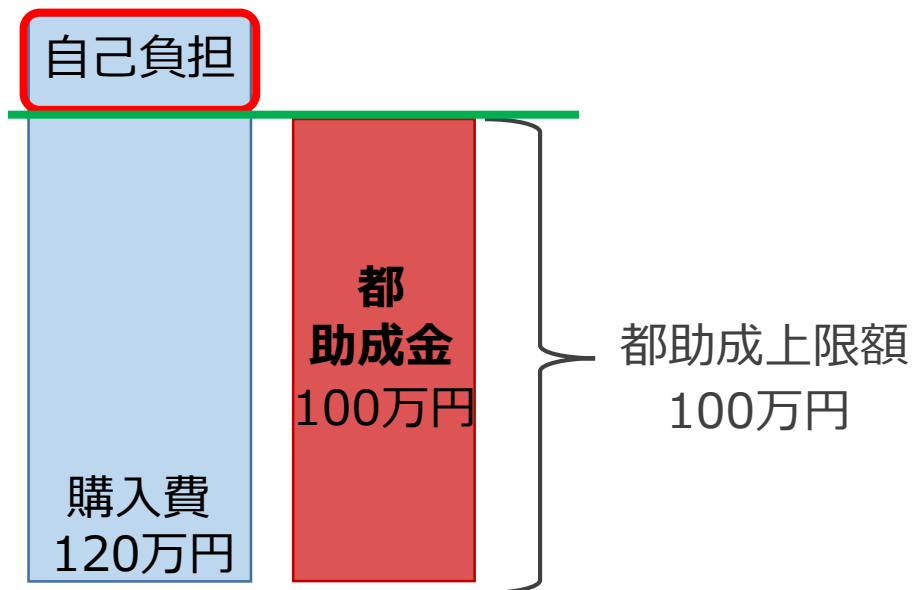 自己負担
都
助成金
100万円
都助成上限額
100万円
購入費
120万円